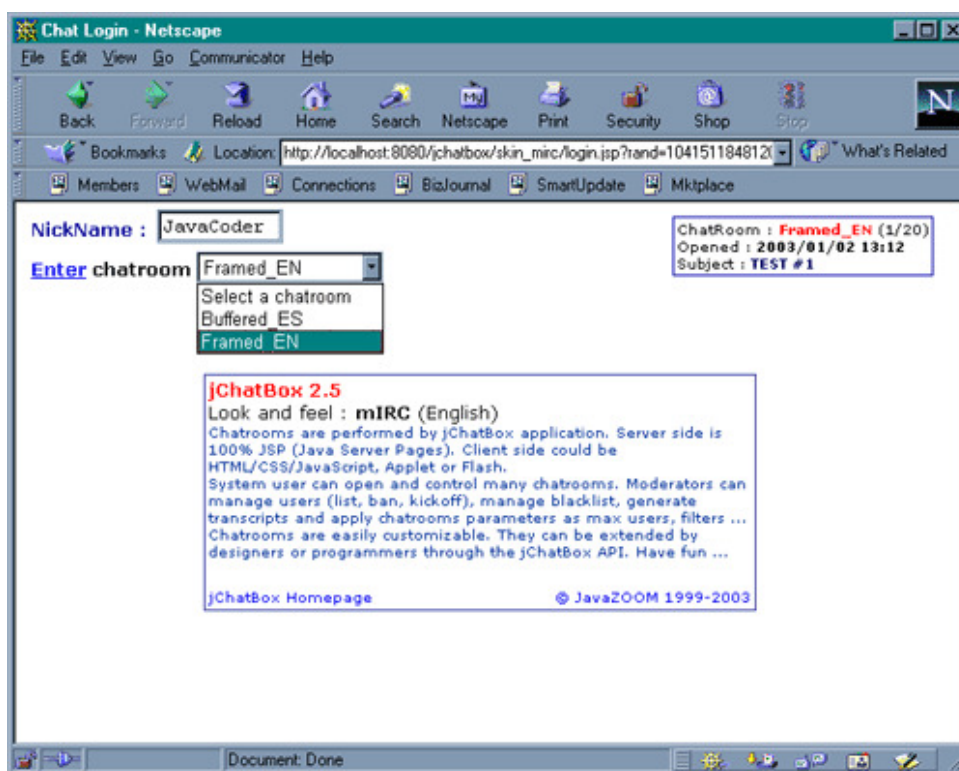 Chat Login - Netscape
File Edit View Go Communicator Help
Back Forward Reload Home Search Netscape Print Security Shop Stop
My
N
Bookmarks Location: http://localhost:8080/jchatbox/skin_mirc/login.jsp?rand=104151184812( What's Related
Members WebMail Connections BizJournal SmartUpdate Mktplace
NickName : JavaCoder
ChatRoom : Framed_EN (1/20)
Opened : 2003/01/02 13:12
Subject : TEST #1
Enter chatroom Framed_EN
Select a chatroom
Buffered_ES
Framed_EN
jChatBox 2.5
Look and feel : mIRC (English)
Chatrooms are performed by jChatBox application. Server side is
100% JSP (Java Server Pages). Client side could be
HTML/CSS/JavaScript, Applet or Flash.
System user can open and control many chatrooms. Moderators can
manage users (list, ban, kickoff), manage blacklist, generate
transcripts and apply chatrooms parameters as max users, filters ...
Chatrooms are easily customizable. They can be extended by
designers or programmers through the jChatBox API. Have fun ...
jChatBox Homepage © JavaZOOM 1999-2003
Document: Done